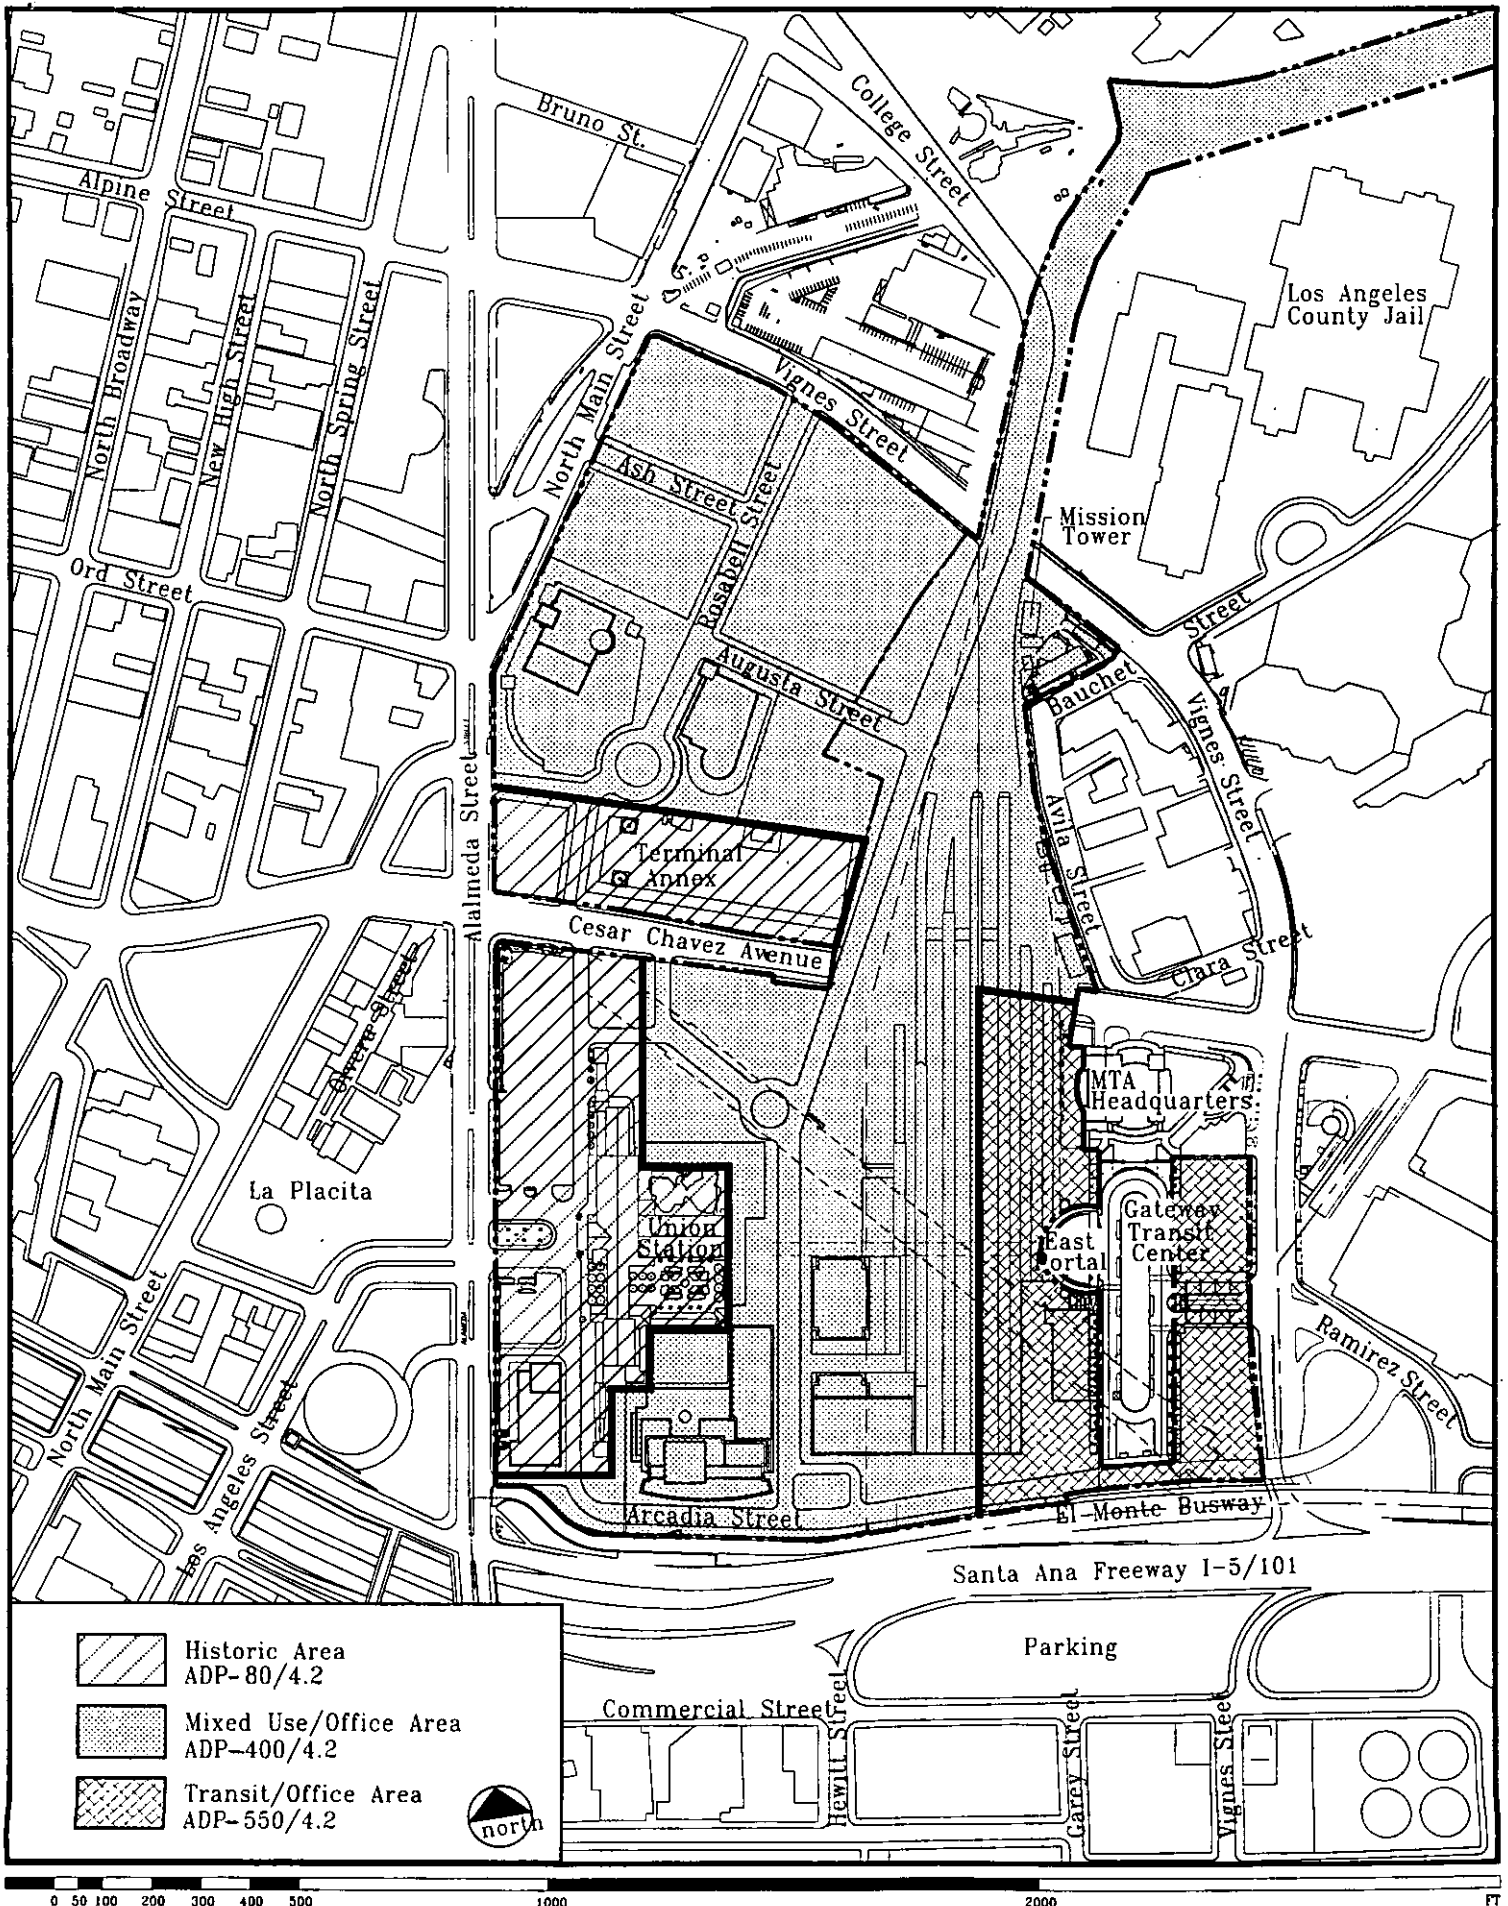 College Street
Bruno St.
Alpine Street
Los Angeles
County Jail
North Broadway
New High Street
North Spring Street
North Main Street
Vignes Street
Ash Street
Rosabell Street
Mission
Tower
Ord Street
Street
Bauchet
Augusta Street
Vignes Street
Alalmeda Street
Avila Street
Terminal
Annex
Cesar Chavez Avenue
Clara Street
Olvera Street
MTA
Headquarters
La Placita
Union
Station
Gateway
Transit
Center
East
ortal
North Main Street
Los Angeles Street
Ramirez Street
Arcadia Street
El Monte Busway
Santa Ana Freeway I-5/101
Parking
Commercial Street
Hewitt Street
Garey Street
Vignes Steet
Historic Area
ADP-80/4.2
Mixed Use/Office Area
ADP-400/4.2
Transit/Office Area
ADP-550/4.2
north
0 50 100 200 300 400 500 1000 2000 FT